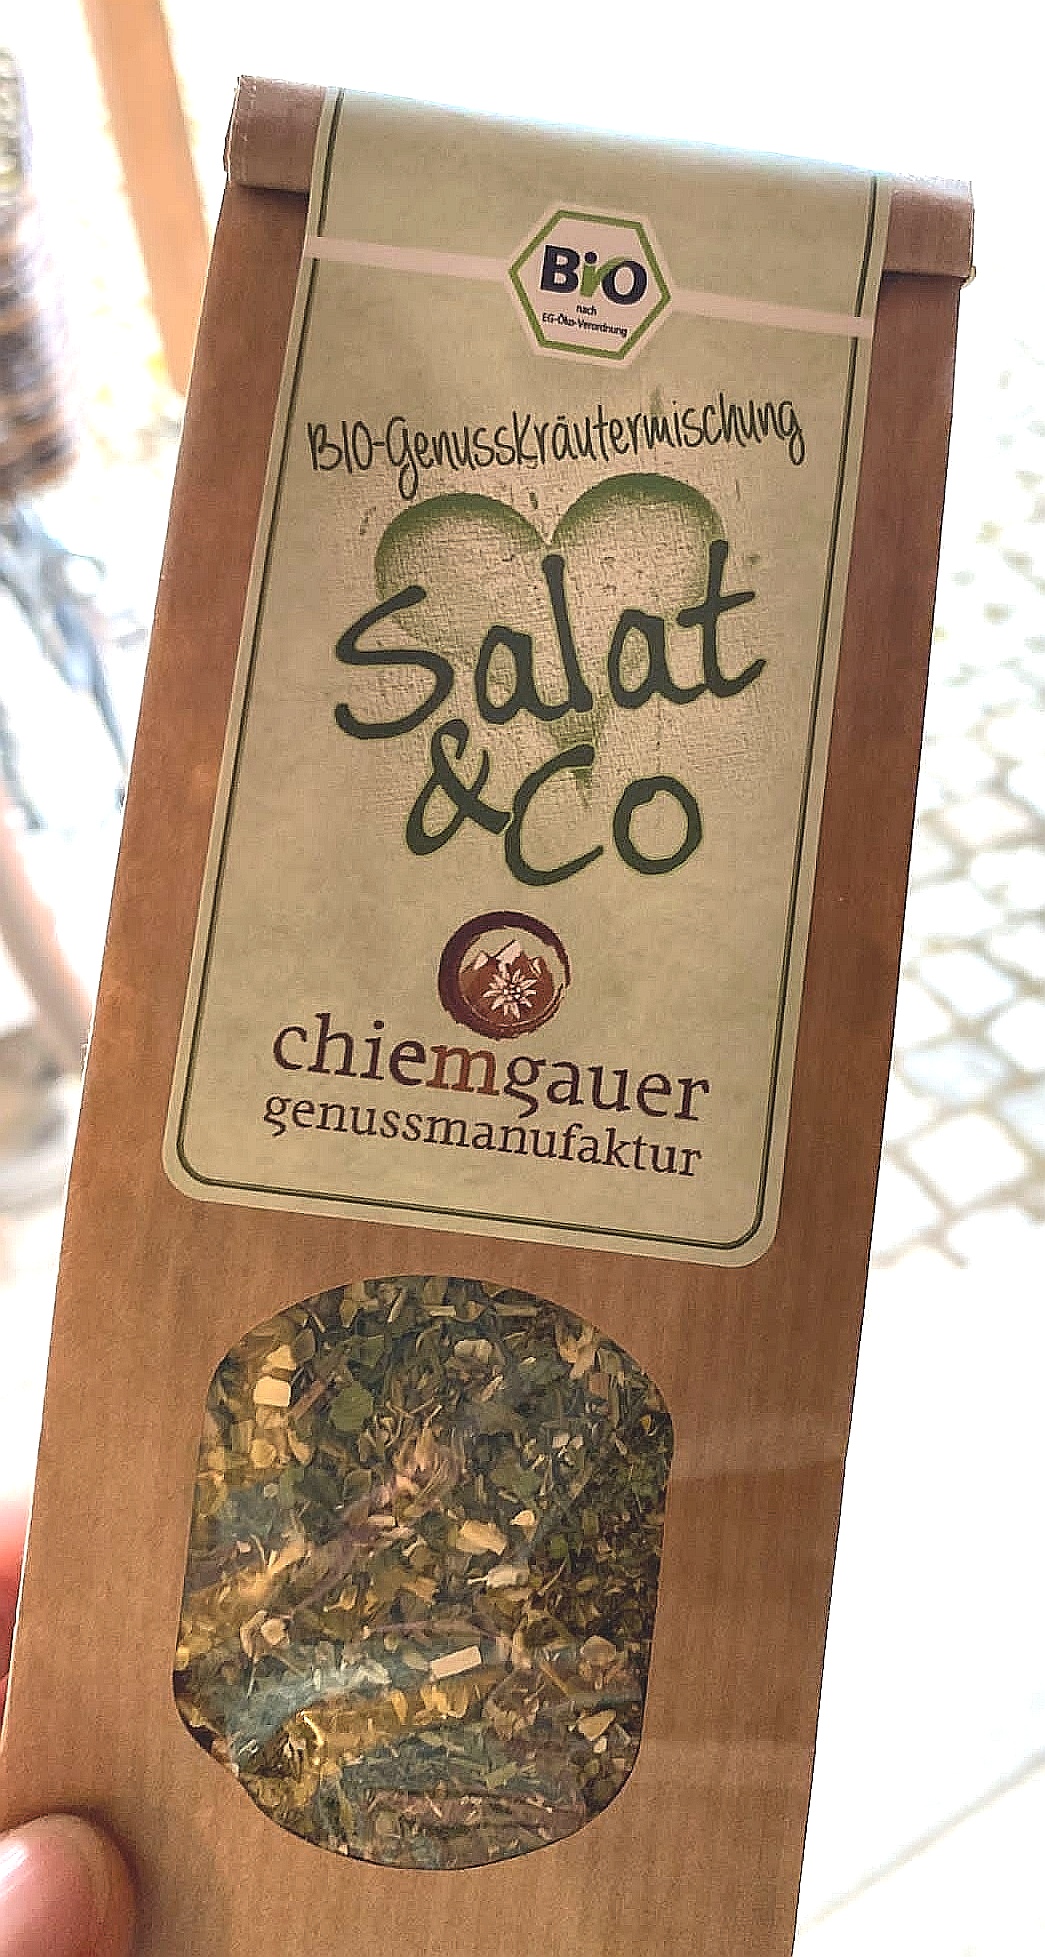 BiO
nach
EG-Öko-Verordnung
BIO-Genusskräutermischung
Salat
& Co
chiemgauer
genussmanufaktur